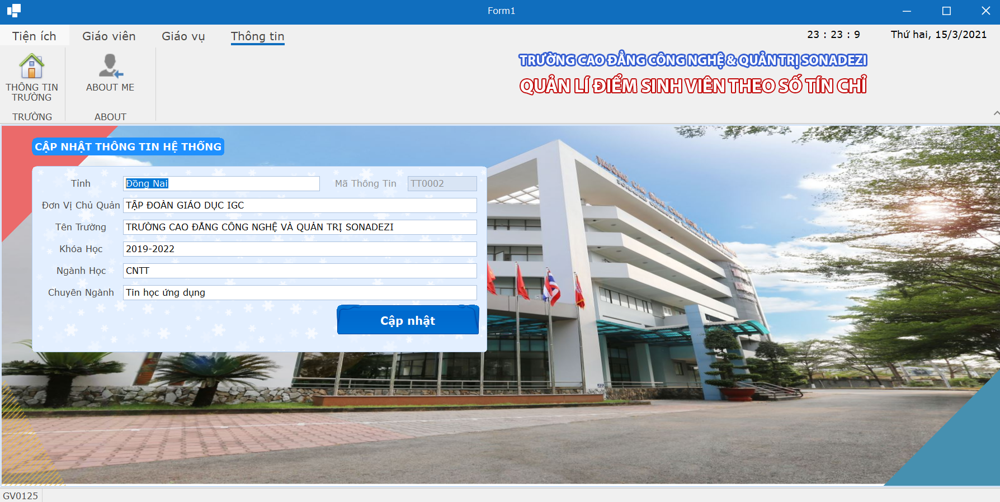 Form1
Tiện ích Giáo viên Giáo vụ Thông tin
23 : 23 : 9 Thứ hai, 15/3/2021
THÔNG TIN
TRƯỜNG
ABOUT ME
TRƯỜNG ABOUT
TRƯỜNG CAO ĐẲNG CÔNG NGHỆ & QUẢN TRỊ SONADEZI
QUẢN LÍ ĐIỂM SINH VIÊN THEO SỐ TÍN CHỈ
CẬP NHẬT THÔNG TIN HỆ THỐNG
Tỉnh Đồng Nai Mã Thông Tin TT0002
Đơn Vị Chủ Quản TẬP ĐOÀN GIÁO DỤC IGC
Tên Trường TRƯỜNG CAO ĐẲNG CÔNG NGHỆ VÀ QUẢN TRỊ SONADEZI
Khóa Học 2019-2022
Ngành Học CNTT
Chuyên Ngành Tin học ứng dụng
Cập nhật
GV0125